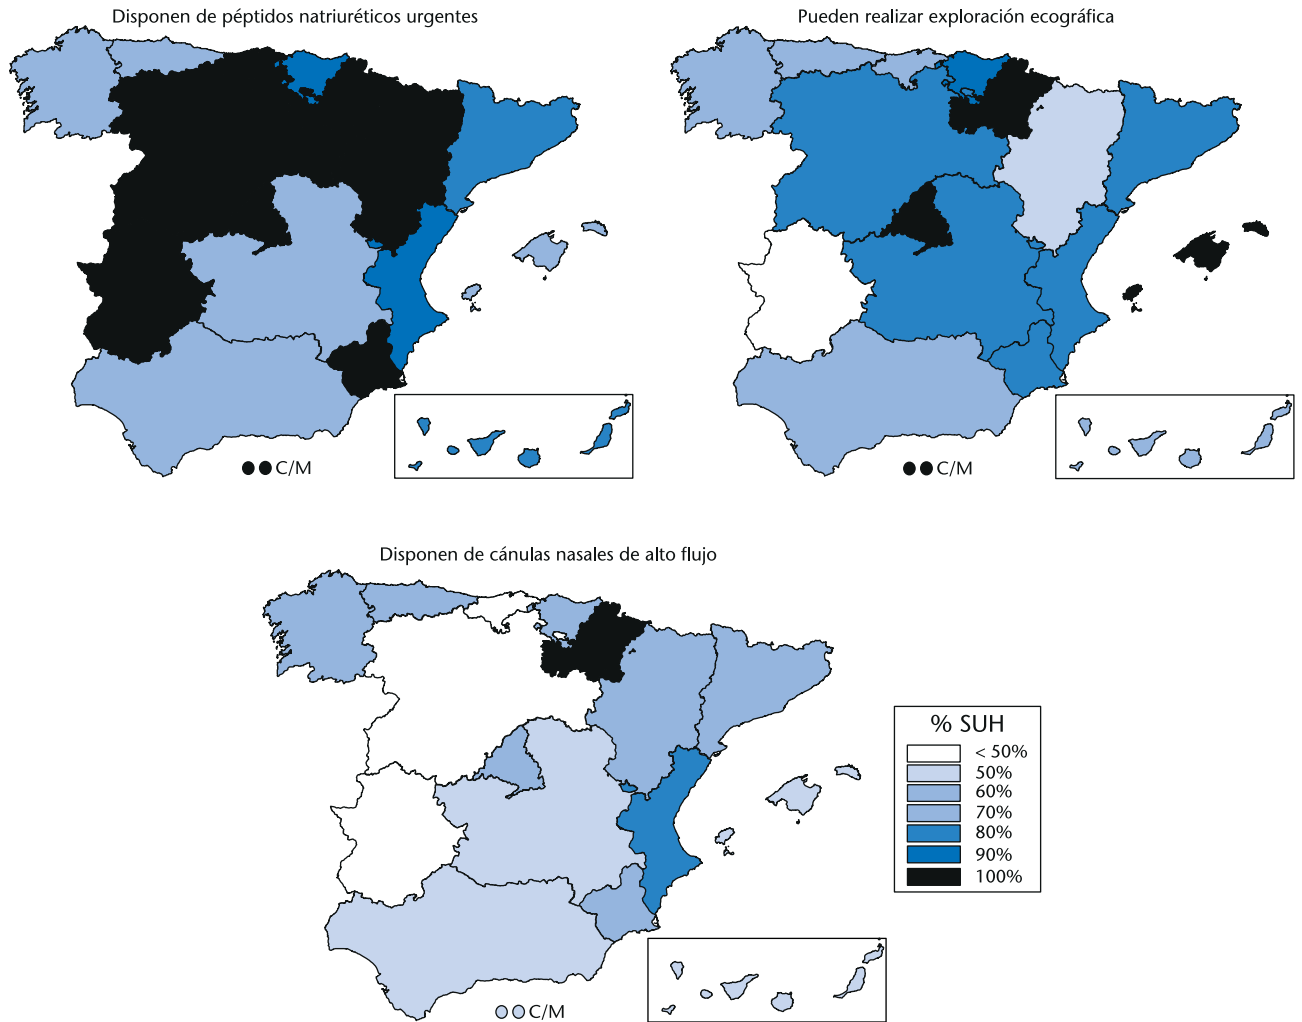 Disponen de péptidos natriuréticos urgentes
Pueden realizar exploración ecográfica
C/M
C/M
Disponen de cánulas nasales de alto flujo
% SUH
< 50%
50%
60%
70%
80%
90%
100%
C/M